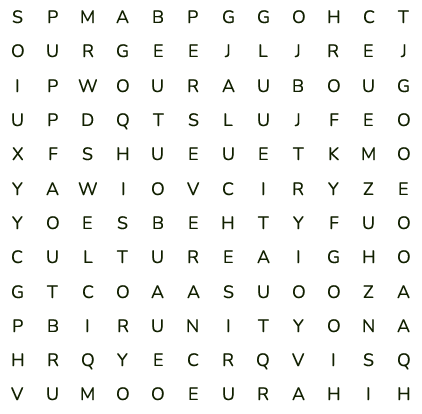 S P M A B P G G O H C T
O U R G E E J L J R E J
I P W O U R A U B O U G
U P D Q T S L U J F E O
X F S H U E U E T K M O
Y A W I O V C I R Y Z E
Y O E S B E H T Y F U O
C U L T U R E A I G H O
G T C O A A S U O O Z A
P B I R U N I T Y O N A
H R Q Y E C R Q V I S Q
V U M O O E U R A H I H